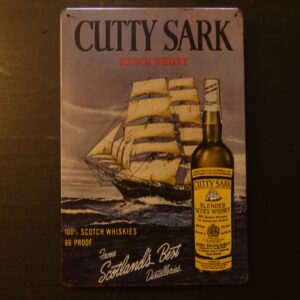 CUTTY SARK
SCOTCH WHISKY
100% SCOTCH WHISKIES
86 PROOF
From
Scotland's Best
Distilleries
CUTTY SARK
BLENDED
SCOTS WHISKY